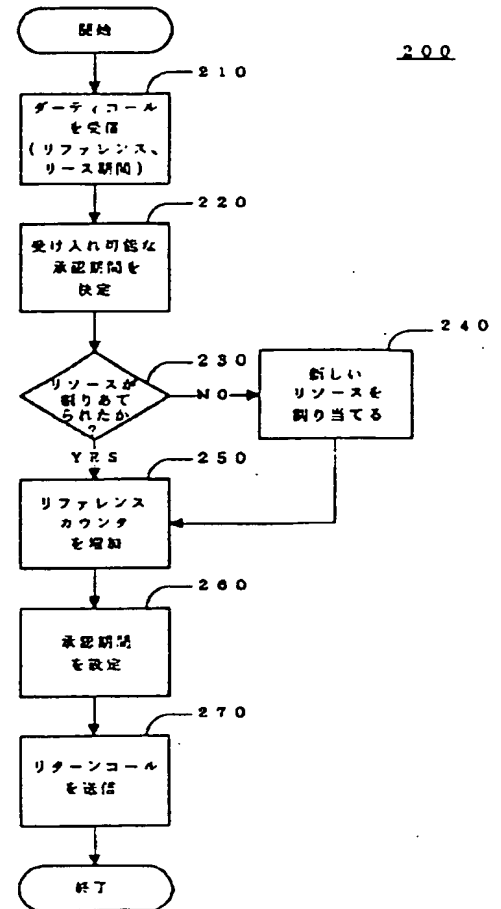 開始
200
210
ダーティコール
を受信
(リファレンス、
リース期間)
220
受け入れ可能な
承認期間を
決定
230
リソースが
割りあて
られたか
?
NO
240
新しい
リソースを
割り当てる
YES
250
リファレンス
カウンタ
を増加
260
承認期間
を設定
270
リターンコール
を送信
終了